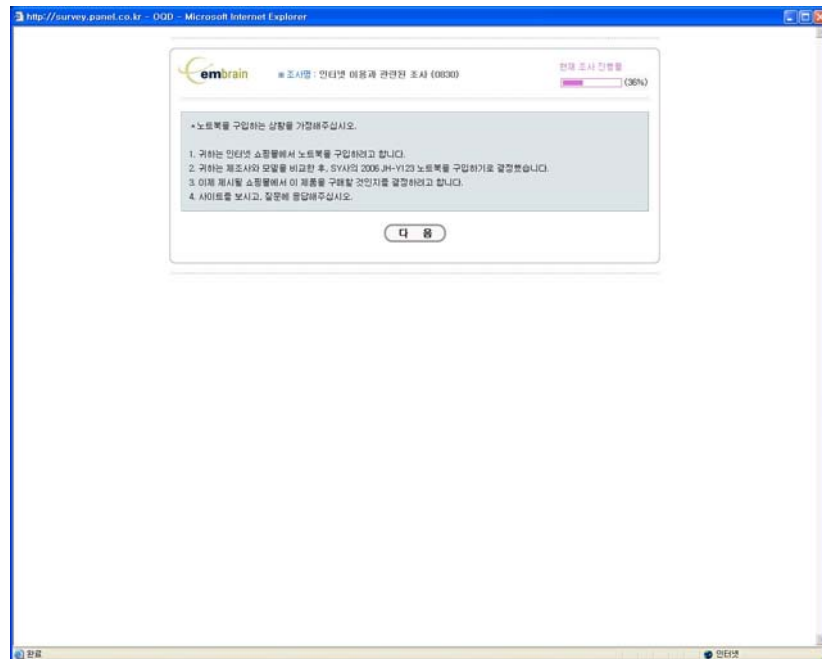 http://survey.panel.co.kr - OQD - Microsoft Internet Explorer
embrain
조사명 : 인터넷 이용과 관련된 조사 (0830)
현재 조사 진행률
(36%)
*노트북을 구입하는 상황을 가정해주십시오.
1. 귀하는 인터넷 쇼핑몰에서 노트북을 구입하려고 합니다.
2. 귀하는 제조사와 모델을 비교한 후, SY사의 2006 JH-Y123 노트북을 구입하기로 결정했습니다.
3. 이제 제시될 쇼핑몰에서 이 제품을 구매할 것인지를 결정하려고 합니다.
4. 사이트를 보시고, 질문에 응답해주십시오.
다 음
완료
인터넷